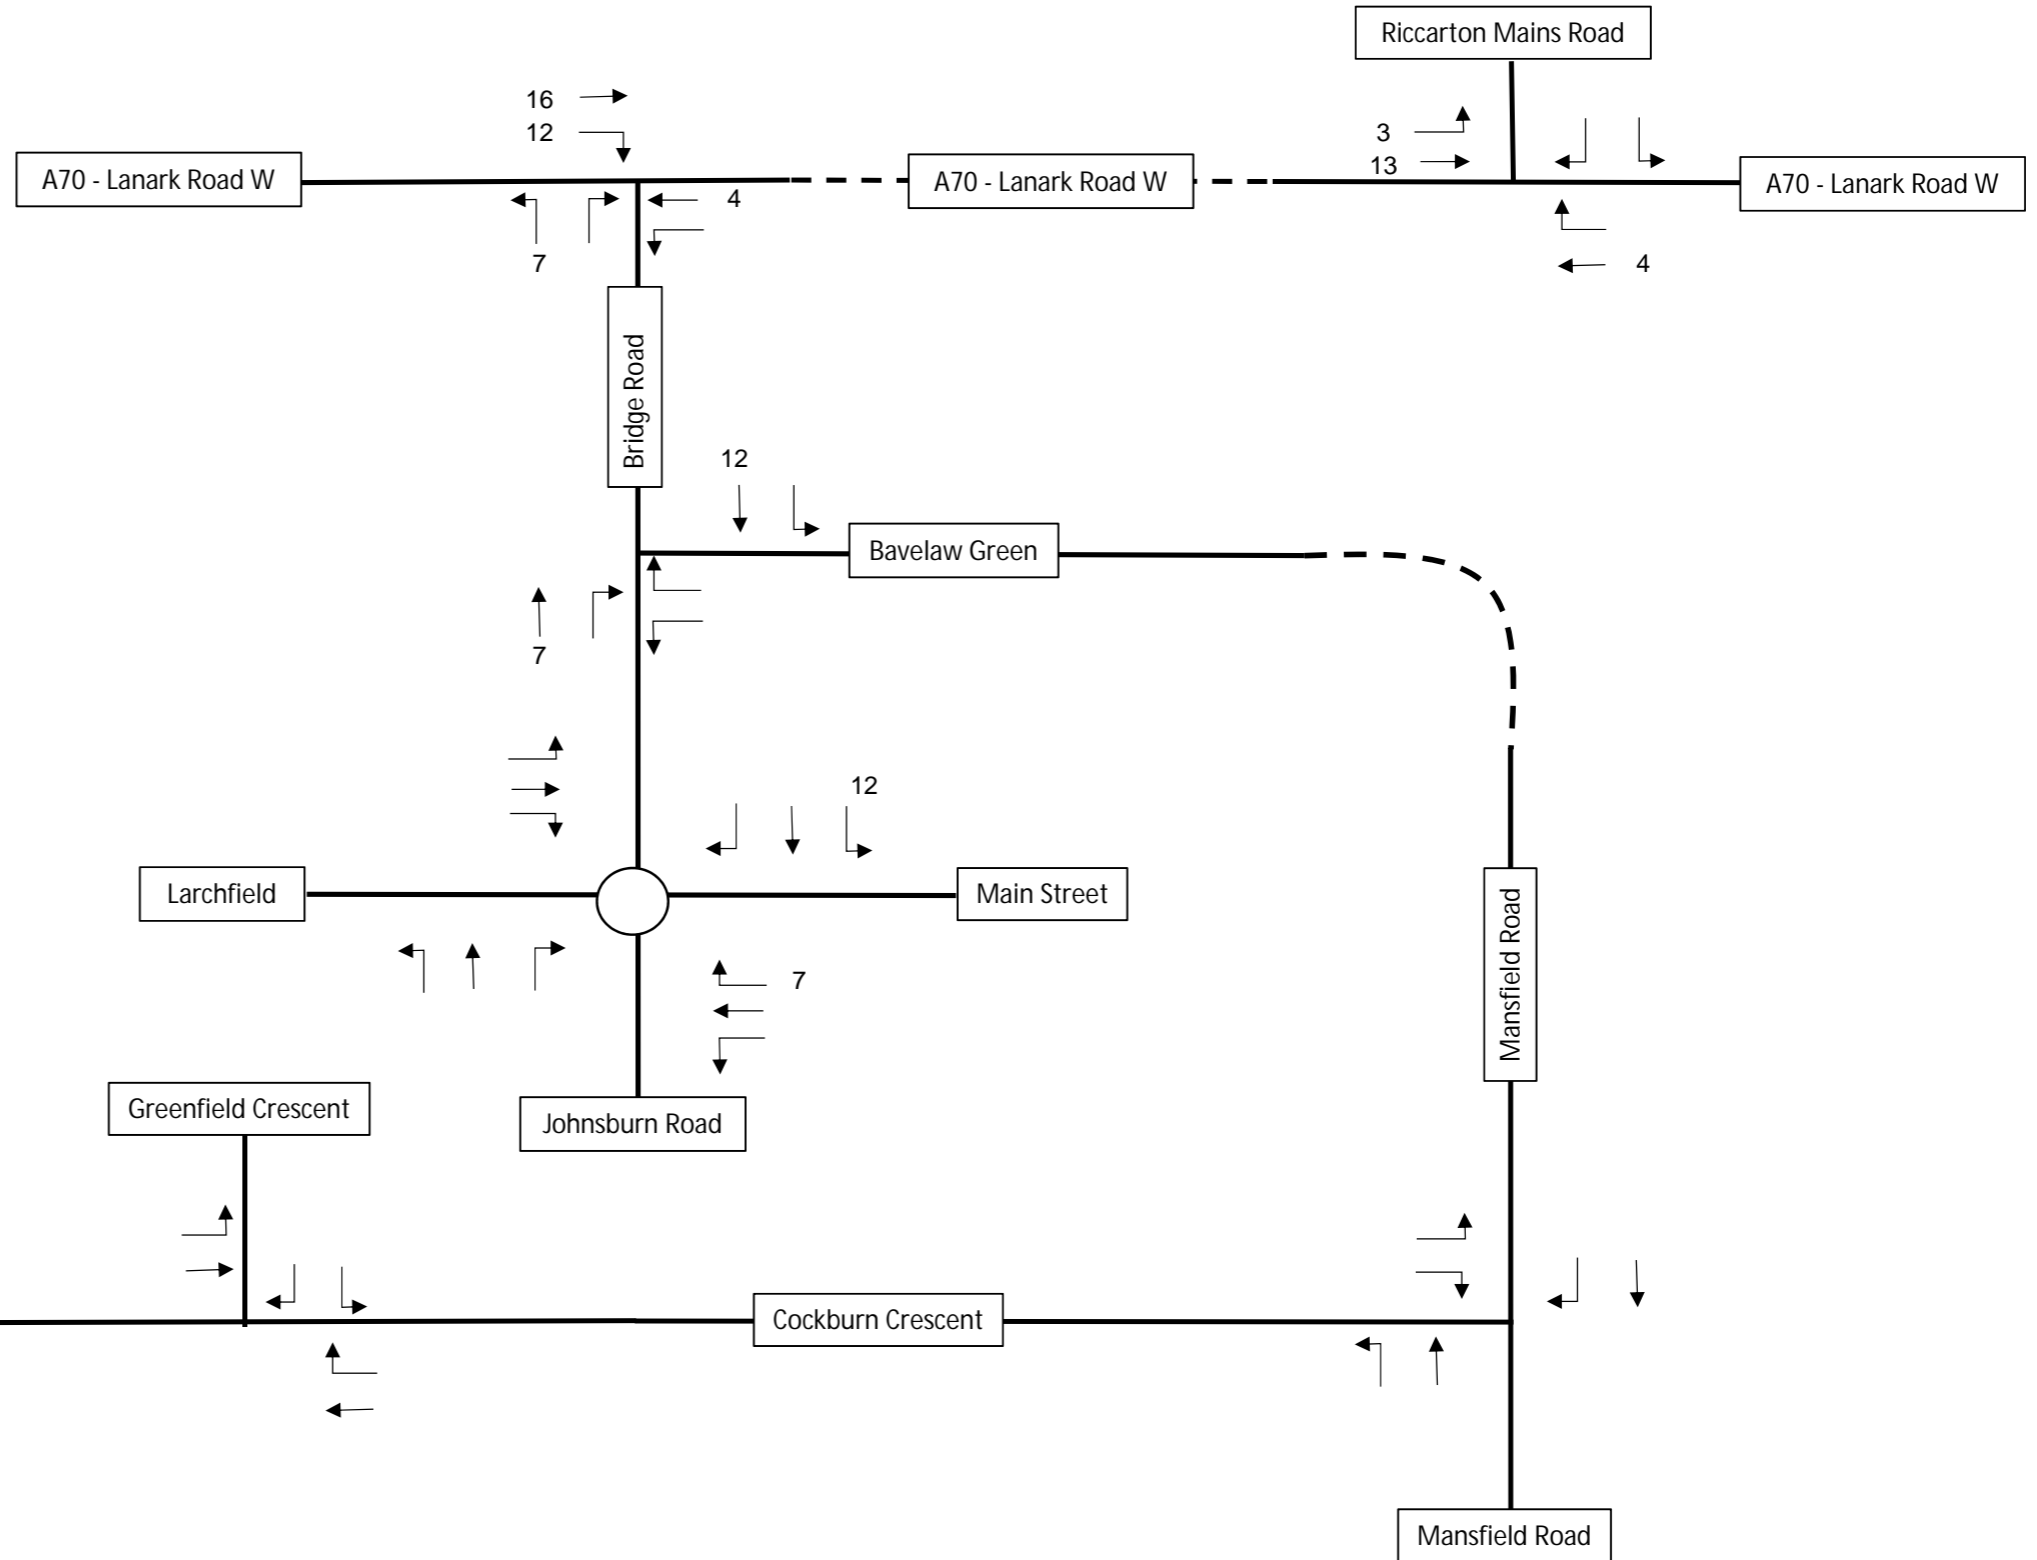 Riccarton Mains Road
16
12
3
13
A70 - Lanark Road W
A70 - Lanark Road W
A70 - Lanark Road W
4
7
4
Bridge Road
12
Bavelaw Green
7
12
Larchfield
Main Street
Mansfield Road
7
Greenfield Crescent
Johnsburn Road
Cockburn Crescent
Mansfield Road